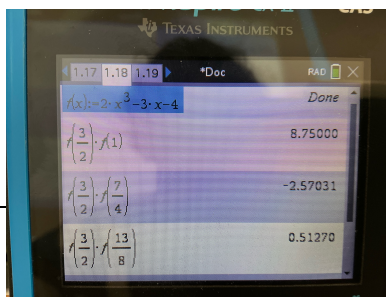 TEXAS INSTRUMENTS
1.17 1.18 1.19 *Doc RAD
f(x):=2·x³−3·x−4 Done
f(3/2)·f(1) 8.75000
f(3/2)·f(7/4) -2.57031
f(3/2)·f(13/8) 0.51270